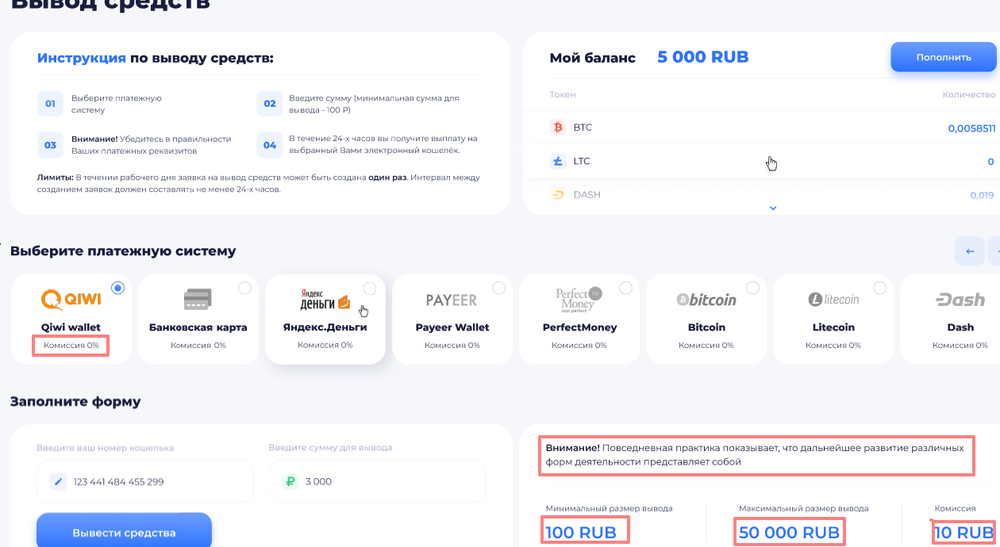 Вывод средств
Инструкция по выводу средств:
01
Выберите платежную
систему
02
Введите сумму (минимальная сумма для
вывода - 100 ₽)
03
Внимание! Убедитесь в правильности
Ваших платежных реквизитов
04
В течение 24-х часов вы получите выплату на
выбранный Вами электронный кошелёк.
Лимиты: В течении рабочего дня заявка на вывод средств может быть создана один раз. Интервал между
созданием заявок должен составлять не менее 24-х часов.
Мой баланс 5 000 RUB
Пополнить
Токен Количество
BTC 0,0058511
LTC 0
DASH 0,019
Выберите платежную систему
QIWI
Qiwi wallet
Комиссия 0%
Банковская карта
Комиссия 0%
Яндекс
деньги
Яндекс.Деньги
Комиссия 0%
PAYEER
Payeer Wallet
Комиссия 0%
Perfect PM
Money
Just perfect
PerfectMoney
Комиссия 0%
bitcoin
Bitcoin
Комиссия 0%
litecoin
Litecoin
Комиссия 0%
Dash
Dash
Комиссия 0%
Заполните форму
Введите ваш номер кошелька
123 441 484 455 299
Введите сумму для вывода
₽ 3 000
Вывести средства
Внимание! Повседневная практика показывает, что дальнейшее развитие различных
форм деятельности представляет собой
Минимальный размер вывода
100 RUB
Максимальный размер вывода
50 000 RUB
Комиссия
10 RUB